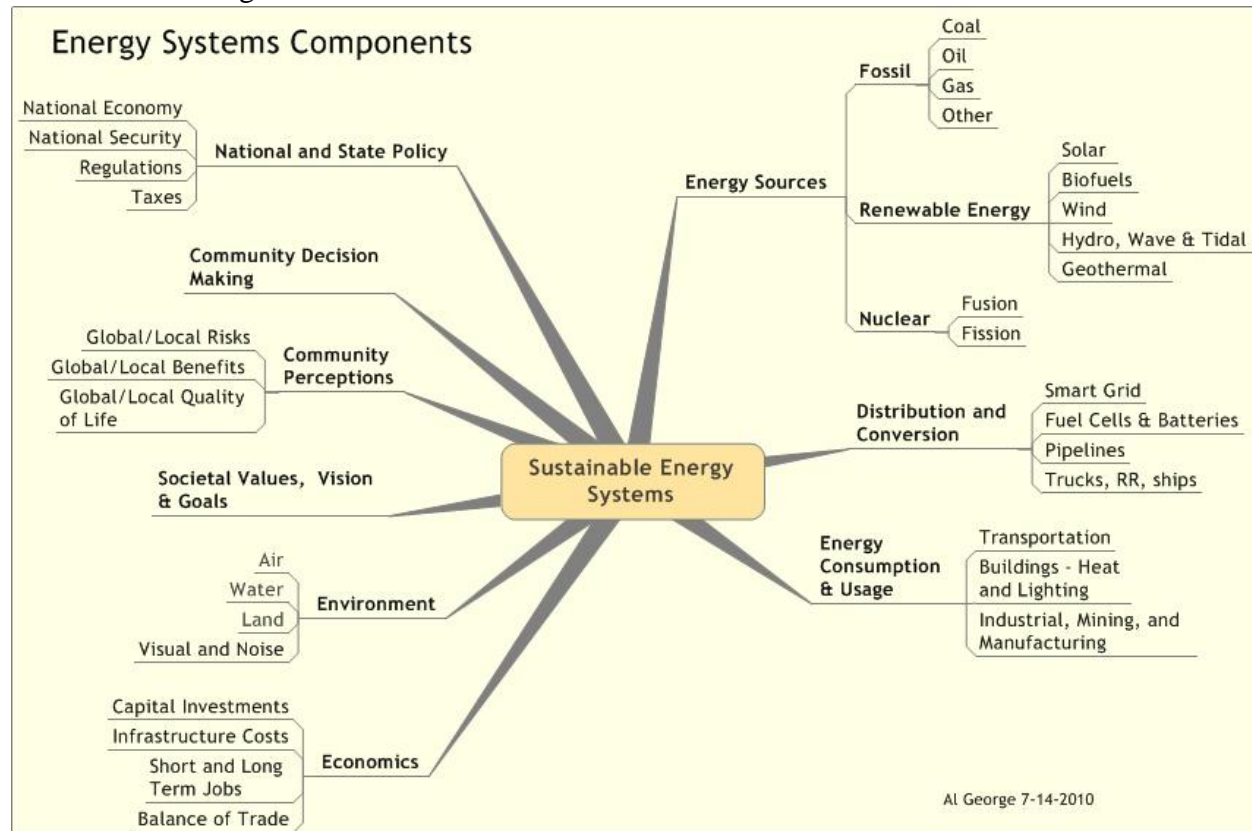 Energy Systems Components
National Economy
National Security
Regulations
Taxes
National and State Policy
Community Decision
Making
Global/Local Risks
Global/Local Benefits
Global/Local Quality
of Life
Community
Perceptions
Societal Values, Vision
& Goals
Air
Water
Land
Visual and Noise
Environment
Capital Investments
Infrastructure Costs
Short and Long
Term Jobs
Balance of Trade
Economics
Sustainable Energy
Systems
Energy Sources
Fossil
Coal
Oil
Gas
Other
Renewable Energy
Solar
Biofuels
Wind
Hydro, Wave & Tidal
Geothermal
Nuclear
Fusion
Fission
Distribution and
Conversion
Smart Grid
Fuel Cells & Batteries
Pipelines
Trucks, RR, ships
Energy
Consumption
& Usage
Transportation
Buildings - Heat
and Lighting
Industrial, Mining, and
Manufacturing
Al George 7-14-2010